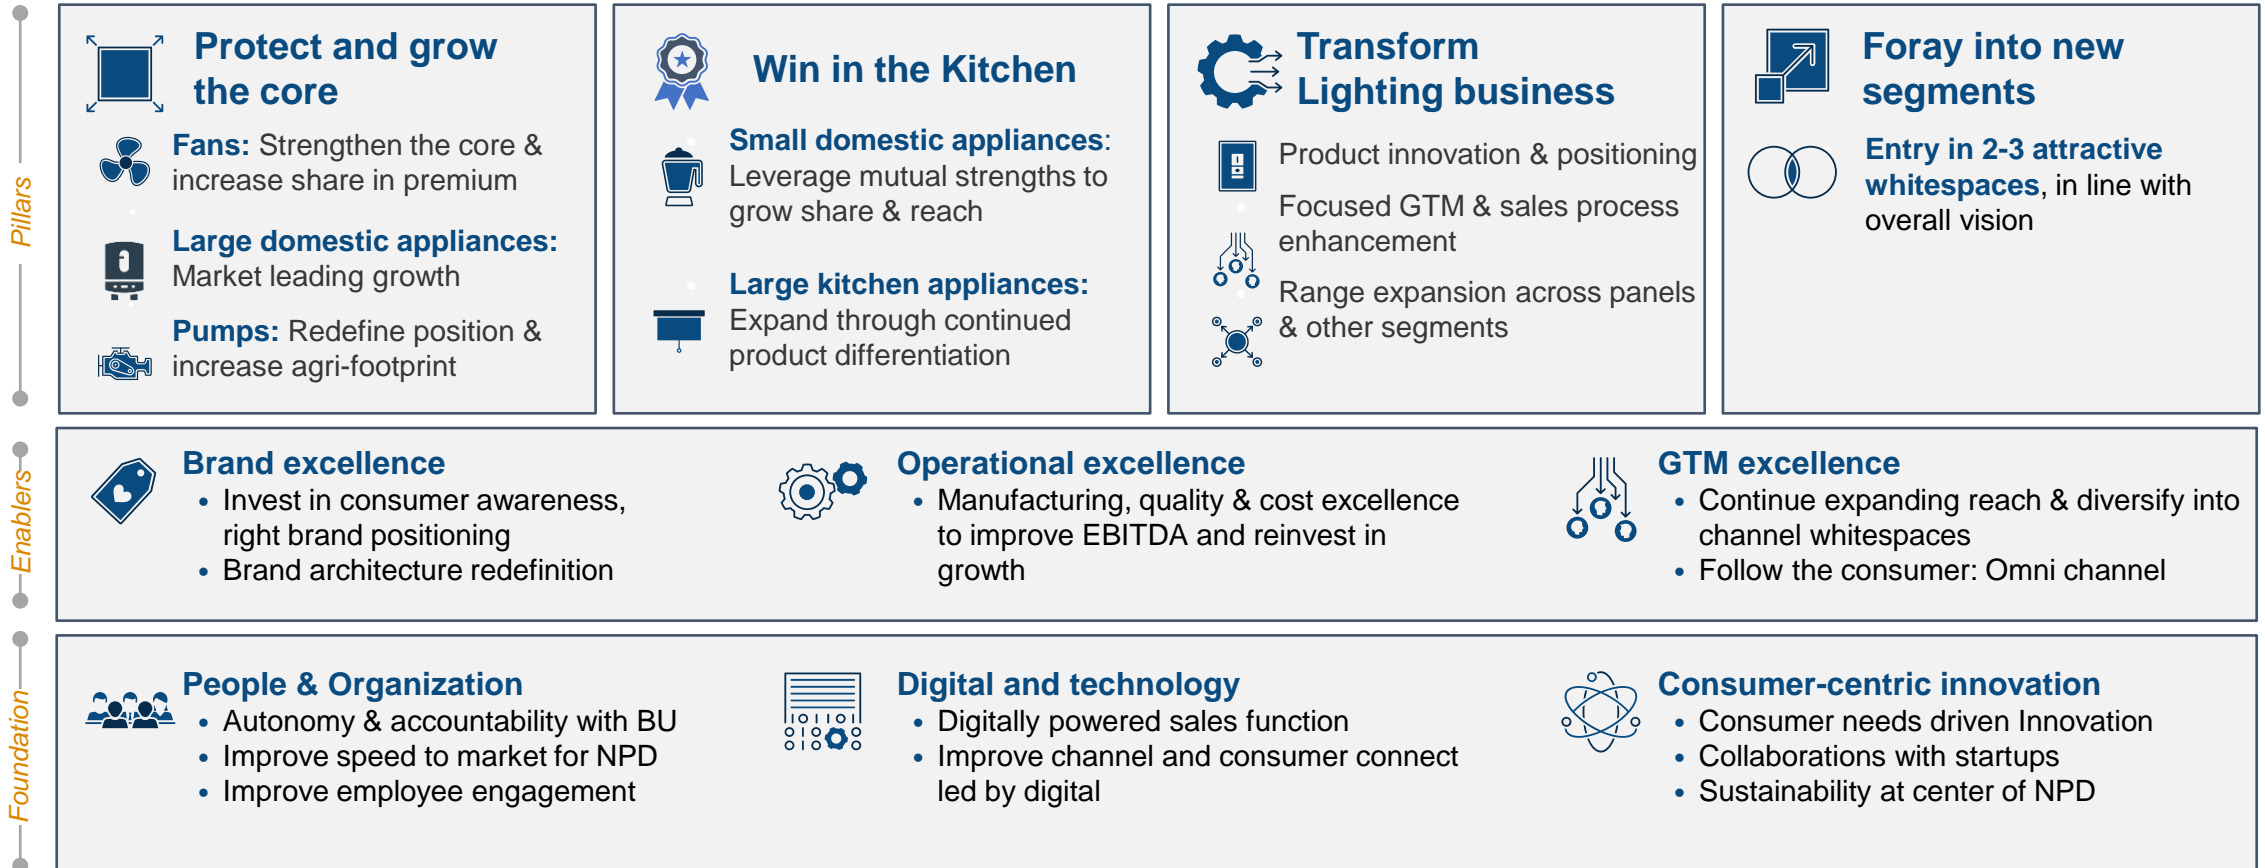 Pillars
Protect and grow
the core
Fans: Strengthen the core &
increase share in premium
Large domestic appliances:
Market leading growth
Pumps: Redefine position &
increase agri-footprint
Win in the Kitchen
Small domestic appliances:
Leverage mutual strengths to
grow share & reach
Large kitchen appliances:
Expand through continued
product differentiation
Transform
Lighting business
Product innovation & positioning
Focused GTM & sales process
enhancement
Range expansion across panels
& other segments
Foray into new
segments
Entry in 2-3 attractive
whitespaces, in line with
overall vision
Enablers
Brand excellence
• Invest in consumer awareness,
right brand positioning
• Brand architecture redefinition
Operational excellence
• Manufacturing, quality & cost excellence
to improve EBITDA and reinvest in
growth
GTM excellence
• Continue expanding reach & diversify into
channel whitespaces
• Follow the consumer: Omni channel
Foundation
People & Organization
• Autonomy & accountability with BU
• Improve speed to market for NPD
• Improve employee engagement
Digital and technology
• Digitally powered sales function
• Improve channel and consumer connect
led by digital
Consumer-centric innovation
• Consumer needs driven Innovation
• Collaborations with startups
• Sustainability at center of NPD